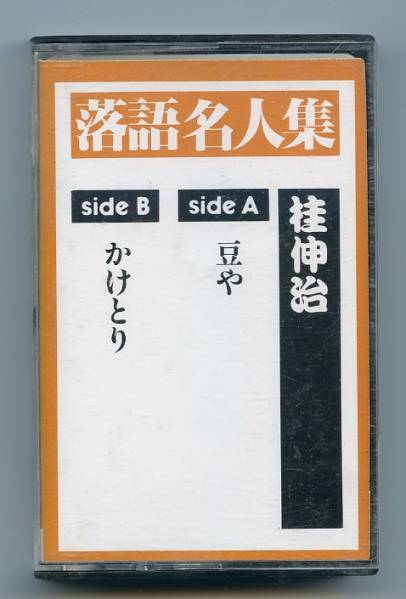 落語名人集
桂伸治
side A
豆や
side B
かけとり